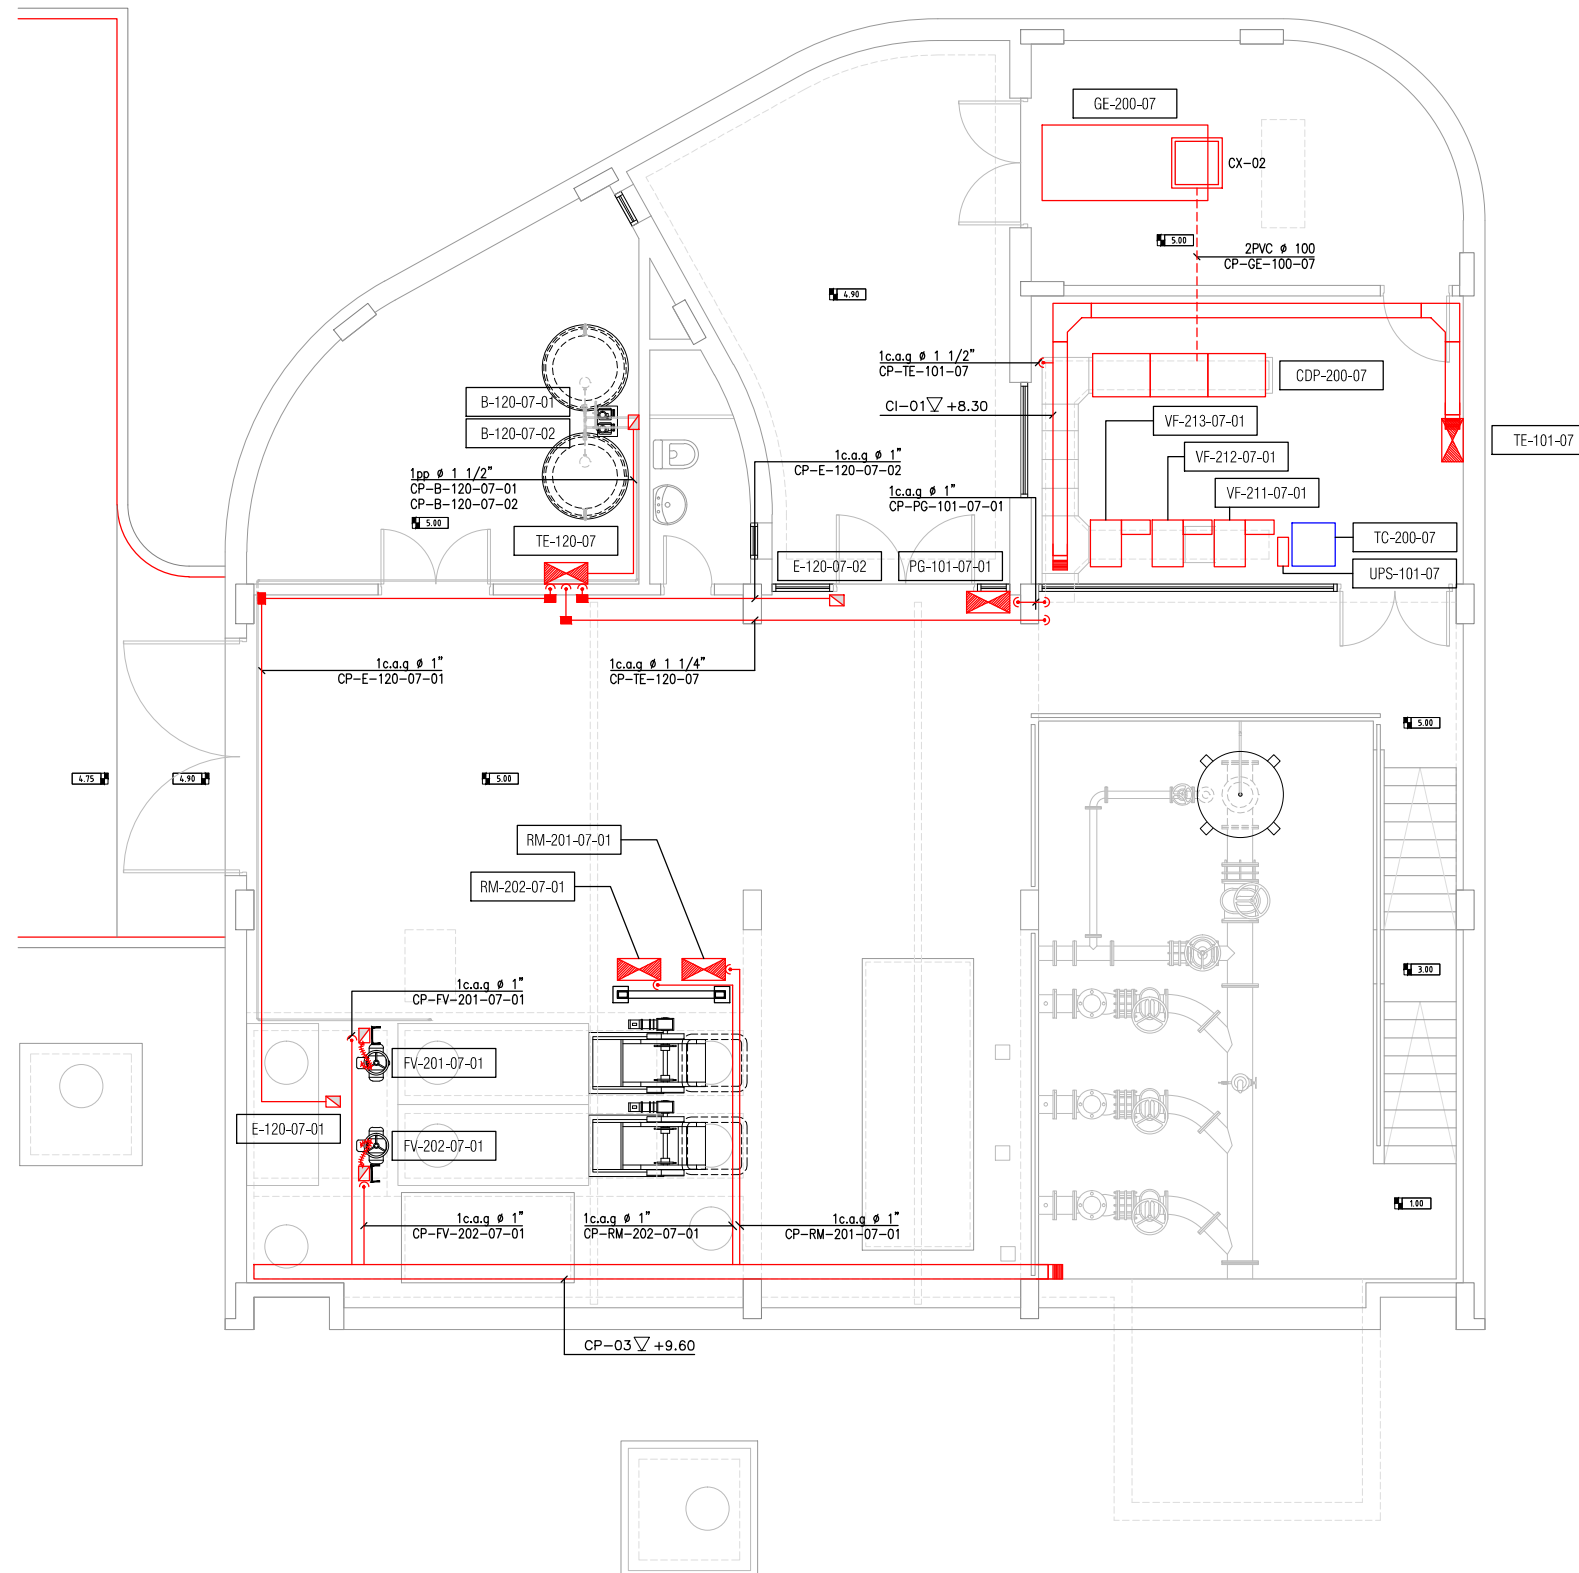 GE-200-07
CX-02
5.00
2PVC ø 100
CP-GE-100-07
4.90
1c.a.g ø 1 1/2"
CP-TE-101-07
CDP-200-07
CI-01 +8.30
B-120-07-01
B-120-07-02
VF-213-07-01
TE-101-07
VF-212-07-01
1c.a.g ø 1"
CP-E-120-07-02
1pp ø 1 1/2"
CP-B-120-07-01
CP-B-120-07-02
1c.a.g ø 1"
CP-PG-101-07-01
VF-211-07-01
5.00
TE-120-07
TC-200-07
E-120-07-02
PG-101-07-01
UPS-101-07
1c.a.g ø 1"
CP-E-120-07-01
1c.a.g ø 1 1/4"
CP-TE-120-07
5.00
4.75
4.90
5.00
RM-201-07-01
RM-202-07-01
3.00
1c.a.g ø 1"
CP-FV-201-07-01
FV-201-07-01
E-120-07-01
FV-202-07-01
1.00
1c.a.g ø 1"
CP-FV-202-07-01
1c.a.g ø 1"
CP-RM-202-07-01
1c.a.g ø 1"
CP-RM-201-07-01
CP-03 +9.60